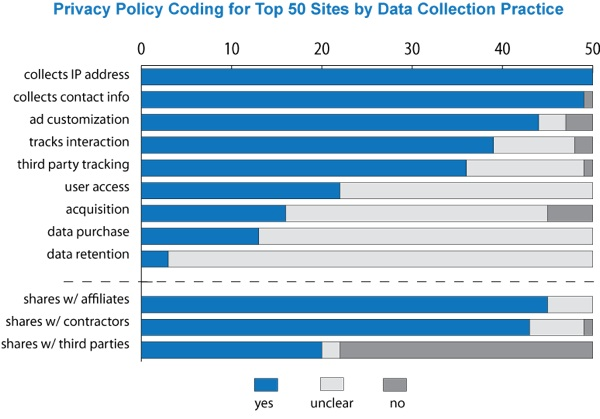 Privacy Policy Coding for Top 50 Sites by Data Collection Practice
0 10 20 30 40 50
collects IP address
collects contact info
ad customization
tracks interaction
third party tracking
user access
acquisition
data purchase
data retention
shares w/ affiliates
shares w/ contractors
shares w/ third parties
yes unclear no